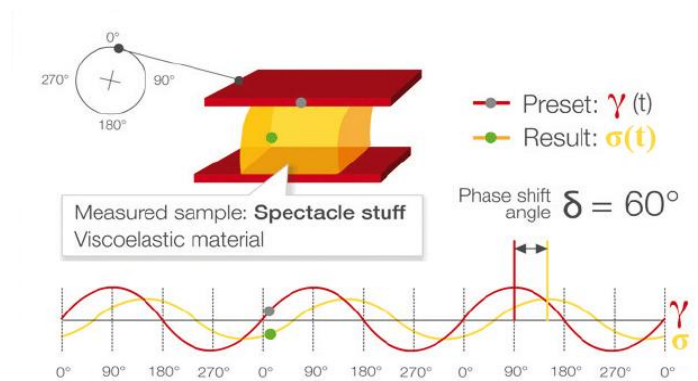 0°
270°
90°
180°
Preset: γ (t)
Result: σ(t)
Measured sample: Spectacle stuff
Viscoelastic material
Phase shift
angle δ = 60°
γ
σ
0° 90° 180° 270° 0° 90° 180° 270° 0° 90° 180° 270° 0°